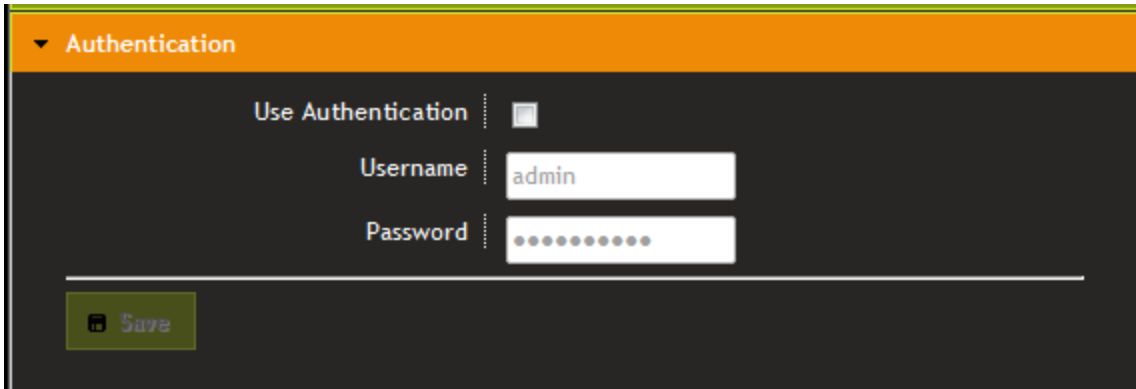 Authentication
Use Authentication
Username admin
Password ••••••••••
Save